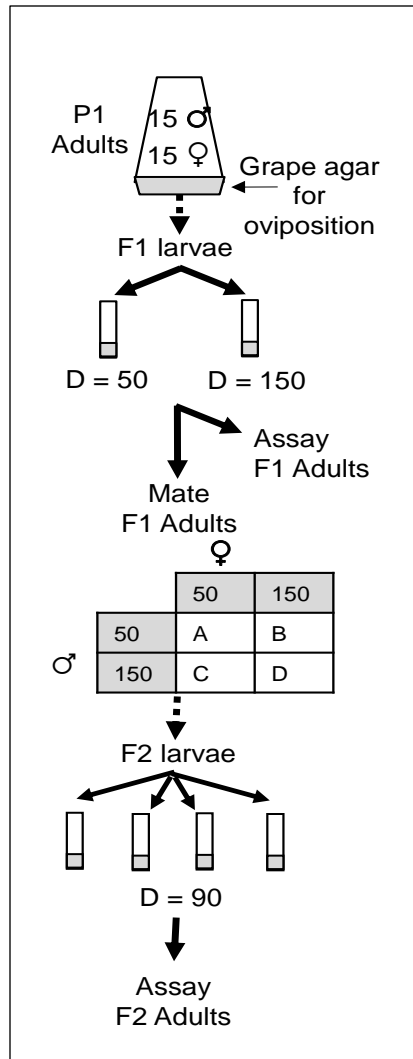 P1
Adults
15 ♂
15 ♀
Grape agar
for
oviposition
F1 larvae
D = 50 D = 150
Assay
F1 Adults
Mate
F1 Adults
♀
50 150
♂
50 A B
150 C D
F2 larvae
D = 90
Assay
F2 Adults